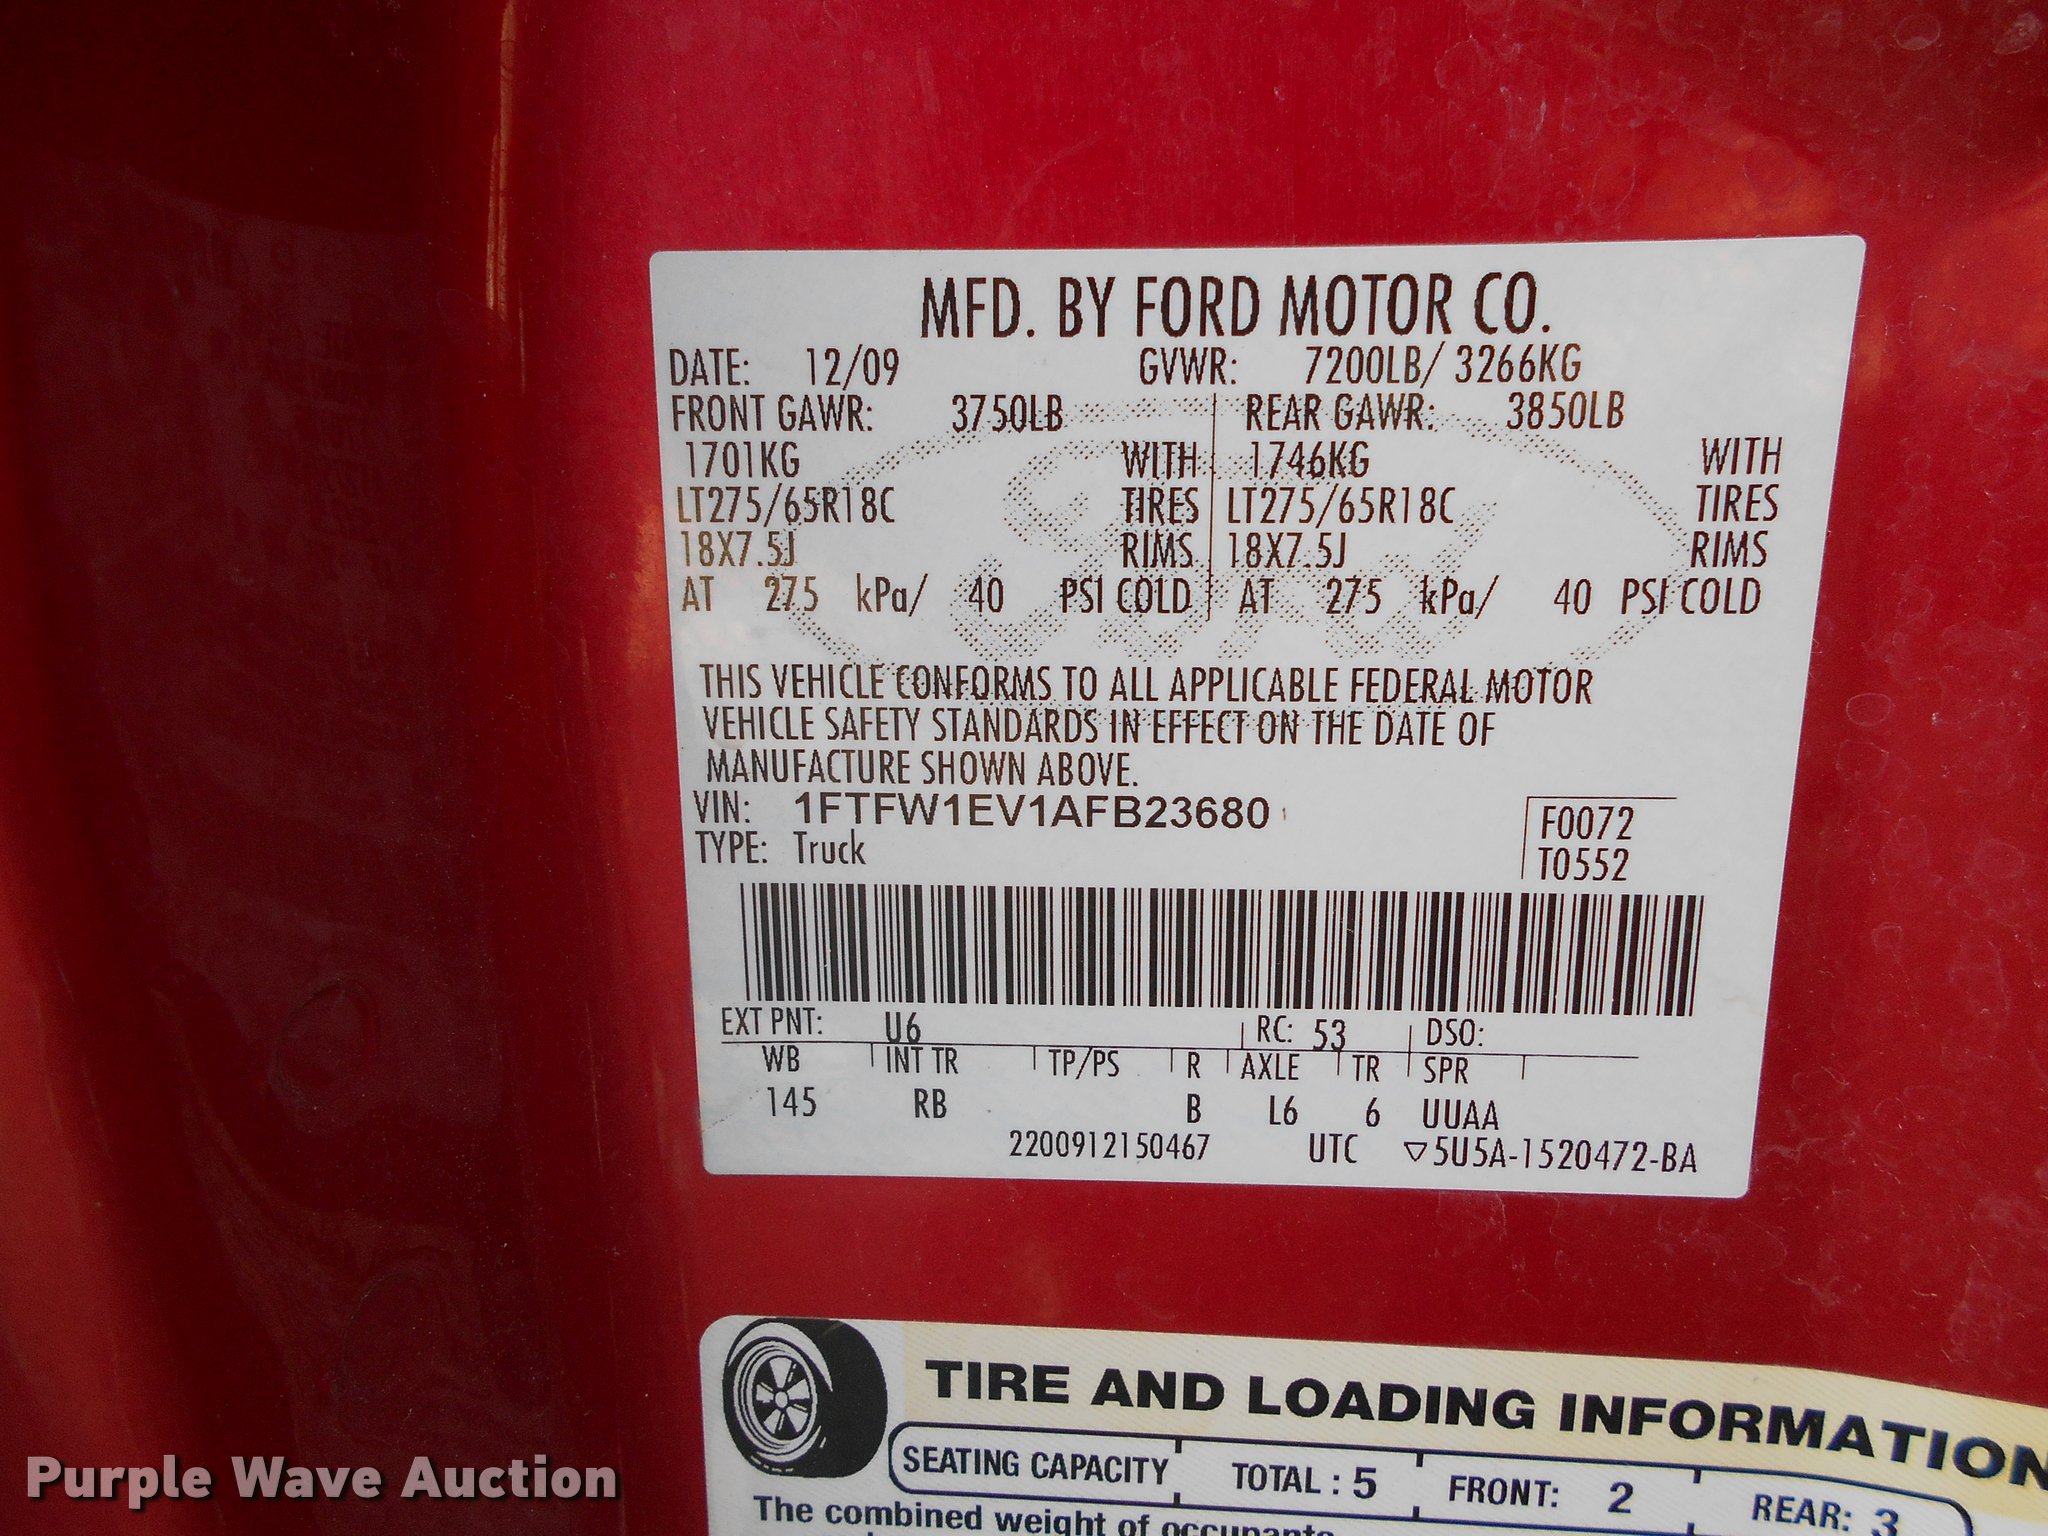 MFD. BY FORD MOTOR CO.
DATE: 12/09 GVWR: 7200LB/ 3266KG
FRONT GAWR: 3750LB REAR GAWR: 3850LB
1701KG WITH 1746KG WITH
LT275/65R18C TIRES LT275/65R18C TIRES
18X7.5J RIMS 18X7.5J RIMS
AT 275 kPa/ 40 PSI COLD AT 275 kPa/ 40 PSI COLD
THIS VEHICLE CONFORMS TO ALL APPLICABLE FEDERAL MOTOR
VEHICLE SAFETY STANDARDS IN EFFECT ON THE DATE OF
MANUFACTURE SHOWN ABOVE.
VIN: 1FTFW1EV1AFB23680 F0072
TYPE: Truck T0552
EXT PNT: U6 RC: 53 DSO:
WB INT TR TP/PS R AXLE TR SPR
145 RB B L6 6 UUAA
2200912150467 UTC ▽5U5A-1520472-BA
TIRE AND LOADING INFORMATION
SEATING CAPACITY TOTAL : 5 FRONT: 2 REAR: 3
The combined weight of occupants
Purple Wave Auction